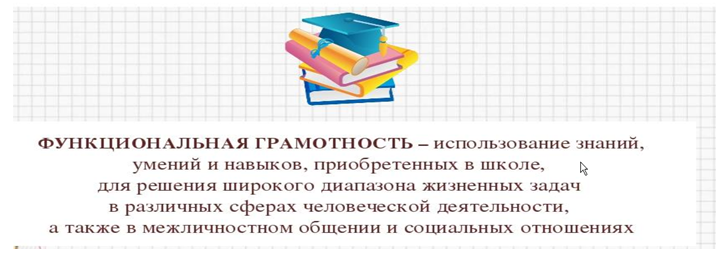 ФУНКЦИОНАЛЬНАЯ ГРАМОТНОСТЬ – использование знаний,
умений и навыков, приобретенных в школе,
для решения широкого диапазона жизненных задач
в различных сферах человеческой деятельности,
а также в межличностном общении и социальных отношениях